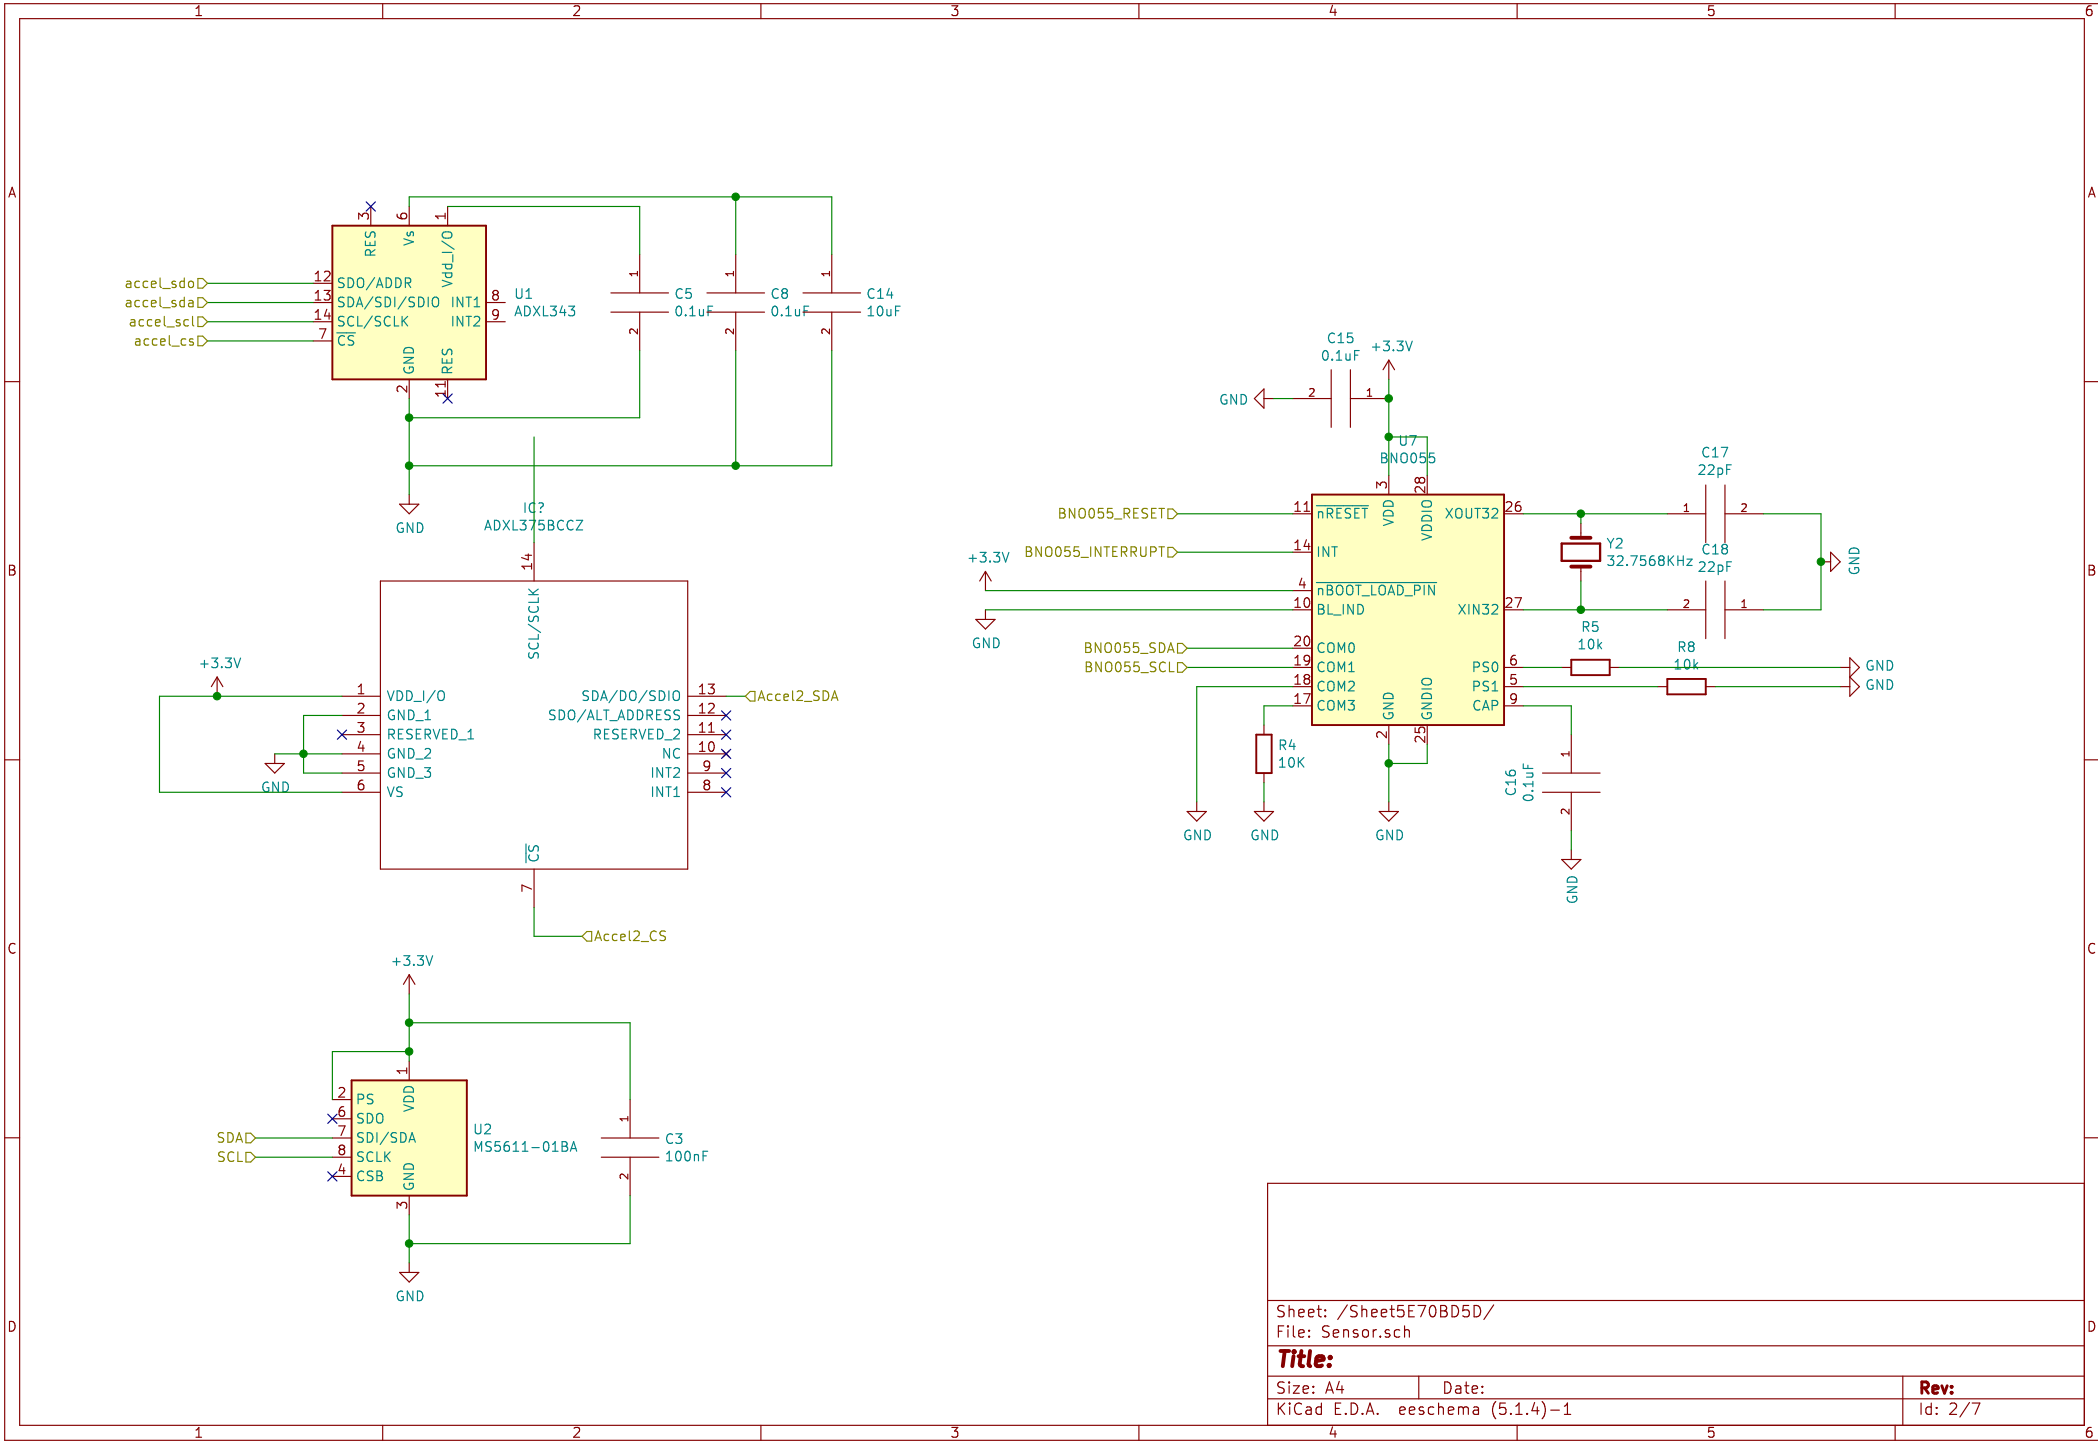 1 2 3 4 5 6
A A
B B
C C
D D
1 2 3 4 5 6
accel_sdo
accel_sda
accel_scl
accel_cs
3 RES
6 Vs
1 Vdd_I/O
12 SDO/ADDR
13 SDA/SDI/SDIO
14 SCL/SCLK
7 CS
INT1 8
INT2 9
2 GND
11 RES
U1
ADXL343
GND
1 2
C5
0.1uF
1 2
C8
0.1uF
1 2
C14
10uF
IC?
ADXL375BCCZ
14
SCL/SCLK
+3.3V
1 VDD_I/O
2 GND_1
3 RESERVED_1
4 GND_2
5 GND_3
6 VS
GND
SDA/DO/SDIO 13
SDO/ALT_ADDRESS 12
RESERVED_2 11
NC 10
INT2 9
INT1 8
Accel2_SDA
CS
7
Accel2_CS
+3.3V
1 VDD
2 PS
6 SDO
7 SDI/SDA
8 SCLK
4 CSB
3 GND
SDA
SCL
U2
MS5611-01BA
1 2
C3
100nF
GND
C15
0.1uF
+3.3V
GND
2 1
U7
BNO055
3 VDD
28 VDDIO
BNO055_RESET
BNO055_INTERRUPT
+3.3V
GND
BNO055_SDA
BNO055_SCL
11 nRESET
14 INT
4 nBOOT_LOAD_PIN
10 BL_IND
20 COM0
19 COM1
18 COM2
17 COM3
2 GND
25 GNDIO
XOUT32 26
XIN32 27
PS0 6
PS1 5
CAP 9
C17
22pF
1 2
Y2
32.7568KHz
C18
22pF
2 1
GND
R5
10k
R8
10k
GND
GND
R4
10K
GND
GND
GND
C16
0.1uF
1 2
GND
Sheet: /Sheet5E70BD5D/
File: Sensor.sch
Title:
Size: A4 Date: Rev:
KiCad E.D.A. eeschema (5.1.4)-1 Id: 2/7